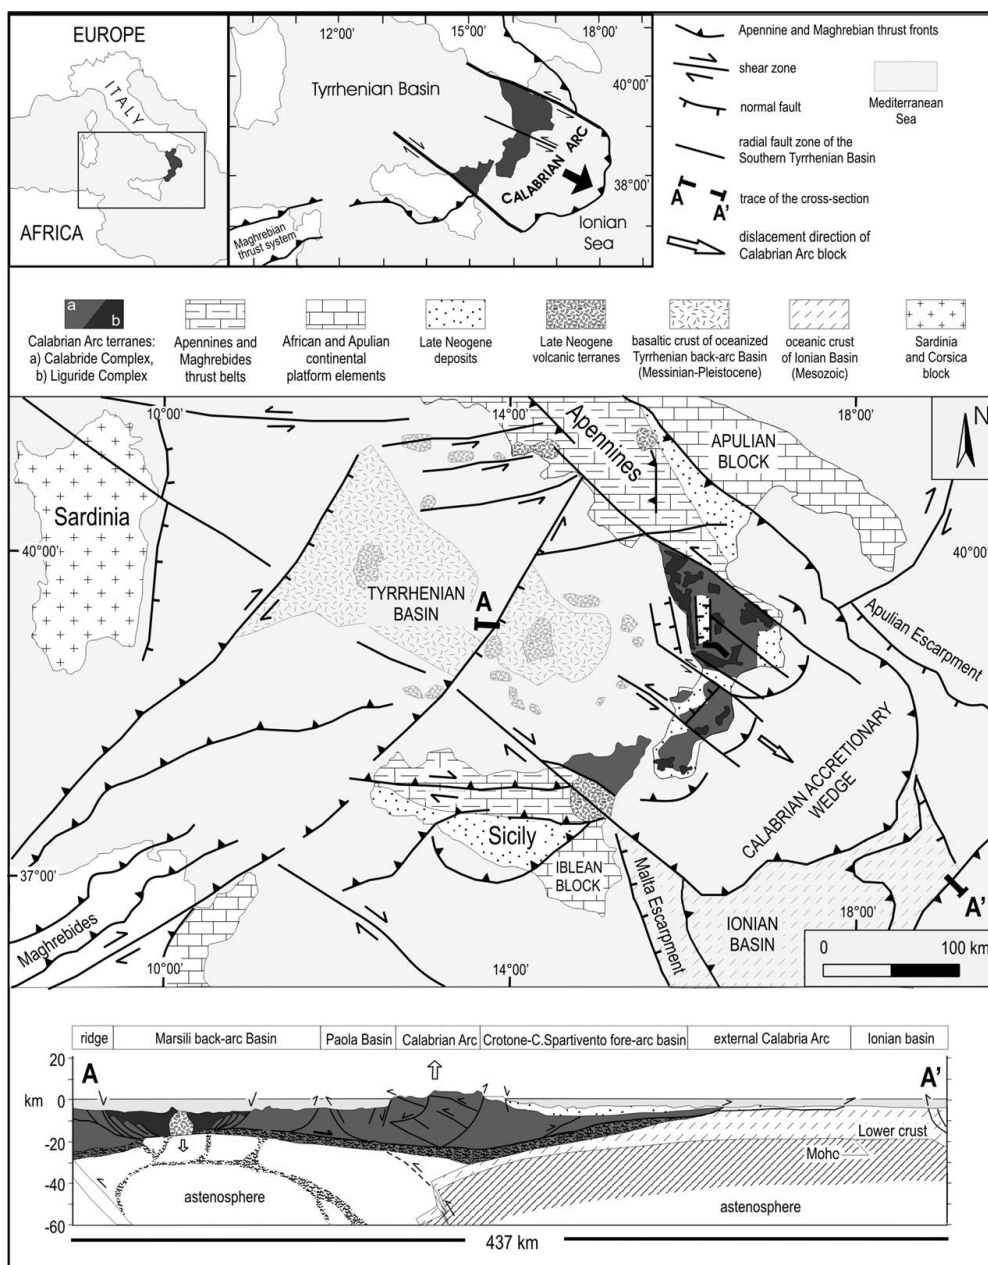 EUROPE
ITALY
AFRICA
12°00'
15°00'
18°00'
40°00'
38°00'
Tyrrhenian Basin
CALABRIAN ARC
Ionian
Sea
Maghrebian
thrust system
Apennine and Maghrebian thrust fronts
shear zone
normal fault
radial fault zone of the
Southern Tyrrhenian Basin
A
A'
trace of the cross-section
dislacement direction of
Calabrian Arc block
Mediterranean
Sea
a
b
Calabrian Arc terranes:
a) Calabride Complex,
b) Liguride Complex
Apennines and
Maghrebides
thrust belts
African and Apulian
continental
platform elements
Late Neogene
deposits
Late Neogene
volcanic terranes
basaltic crust of oceanized
Tyrrhenian back-arc Basin
(Messinian-Pleistocene)
oceanic crust
of Ionian Basin
(Mesozoic)
Sardinia
and Corsica
block
10°00'
14°00'
18°00'
N
Apennines
APULIAN
BLOCK
Sardinia
40°00'
40°00'
TYRRHENIAN
BASIN
A
Apulian Escarpment
CALABRIAN ACCRETIONARY
WEDGE
Sicily
IBLEAN
BLOCK
Malta Escarpment
37°00'
Maghrebides
IONIAN
BASIN
18°00'
A'
10°00'
14°00'
0
100 km
ridge
Marsili back-arc Basin
Paola Basin
Calabrian Arc
Crotone-C.Spartivento fore-arc basin
external Calabria Arc
Ionian basin
A
A'
20
km
0
-20
-40
-60
Lower crust
Moho
astenosphere
astenosphere
437 km